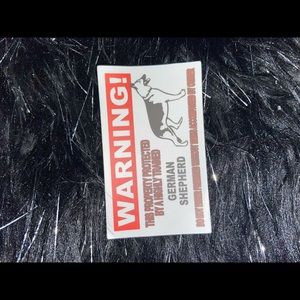 WARNING!
THIS PROPERTY PROTECTED
BY A HIGHLY TRAINED
GERMAN
SHEPHERD